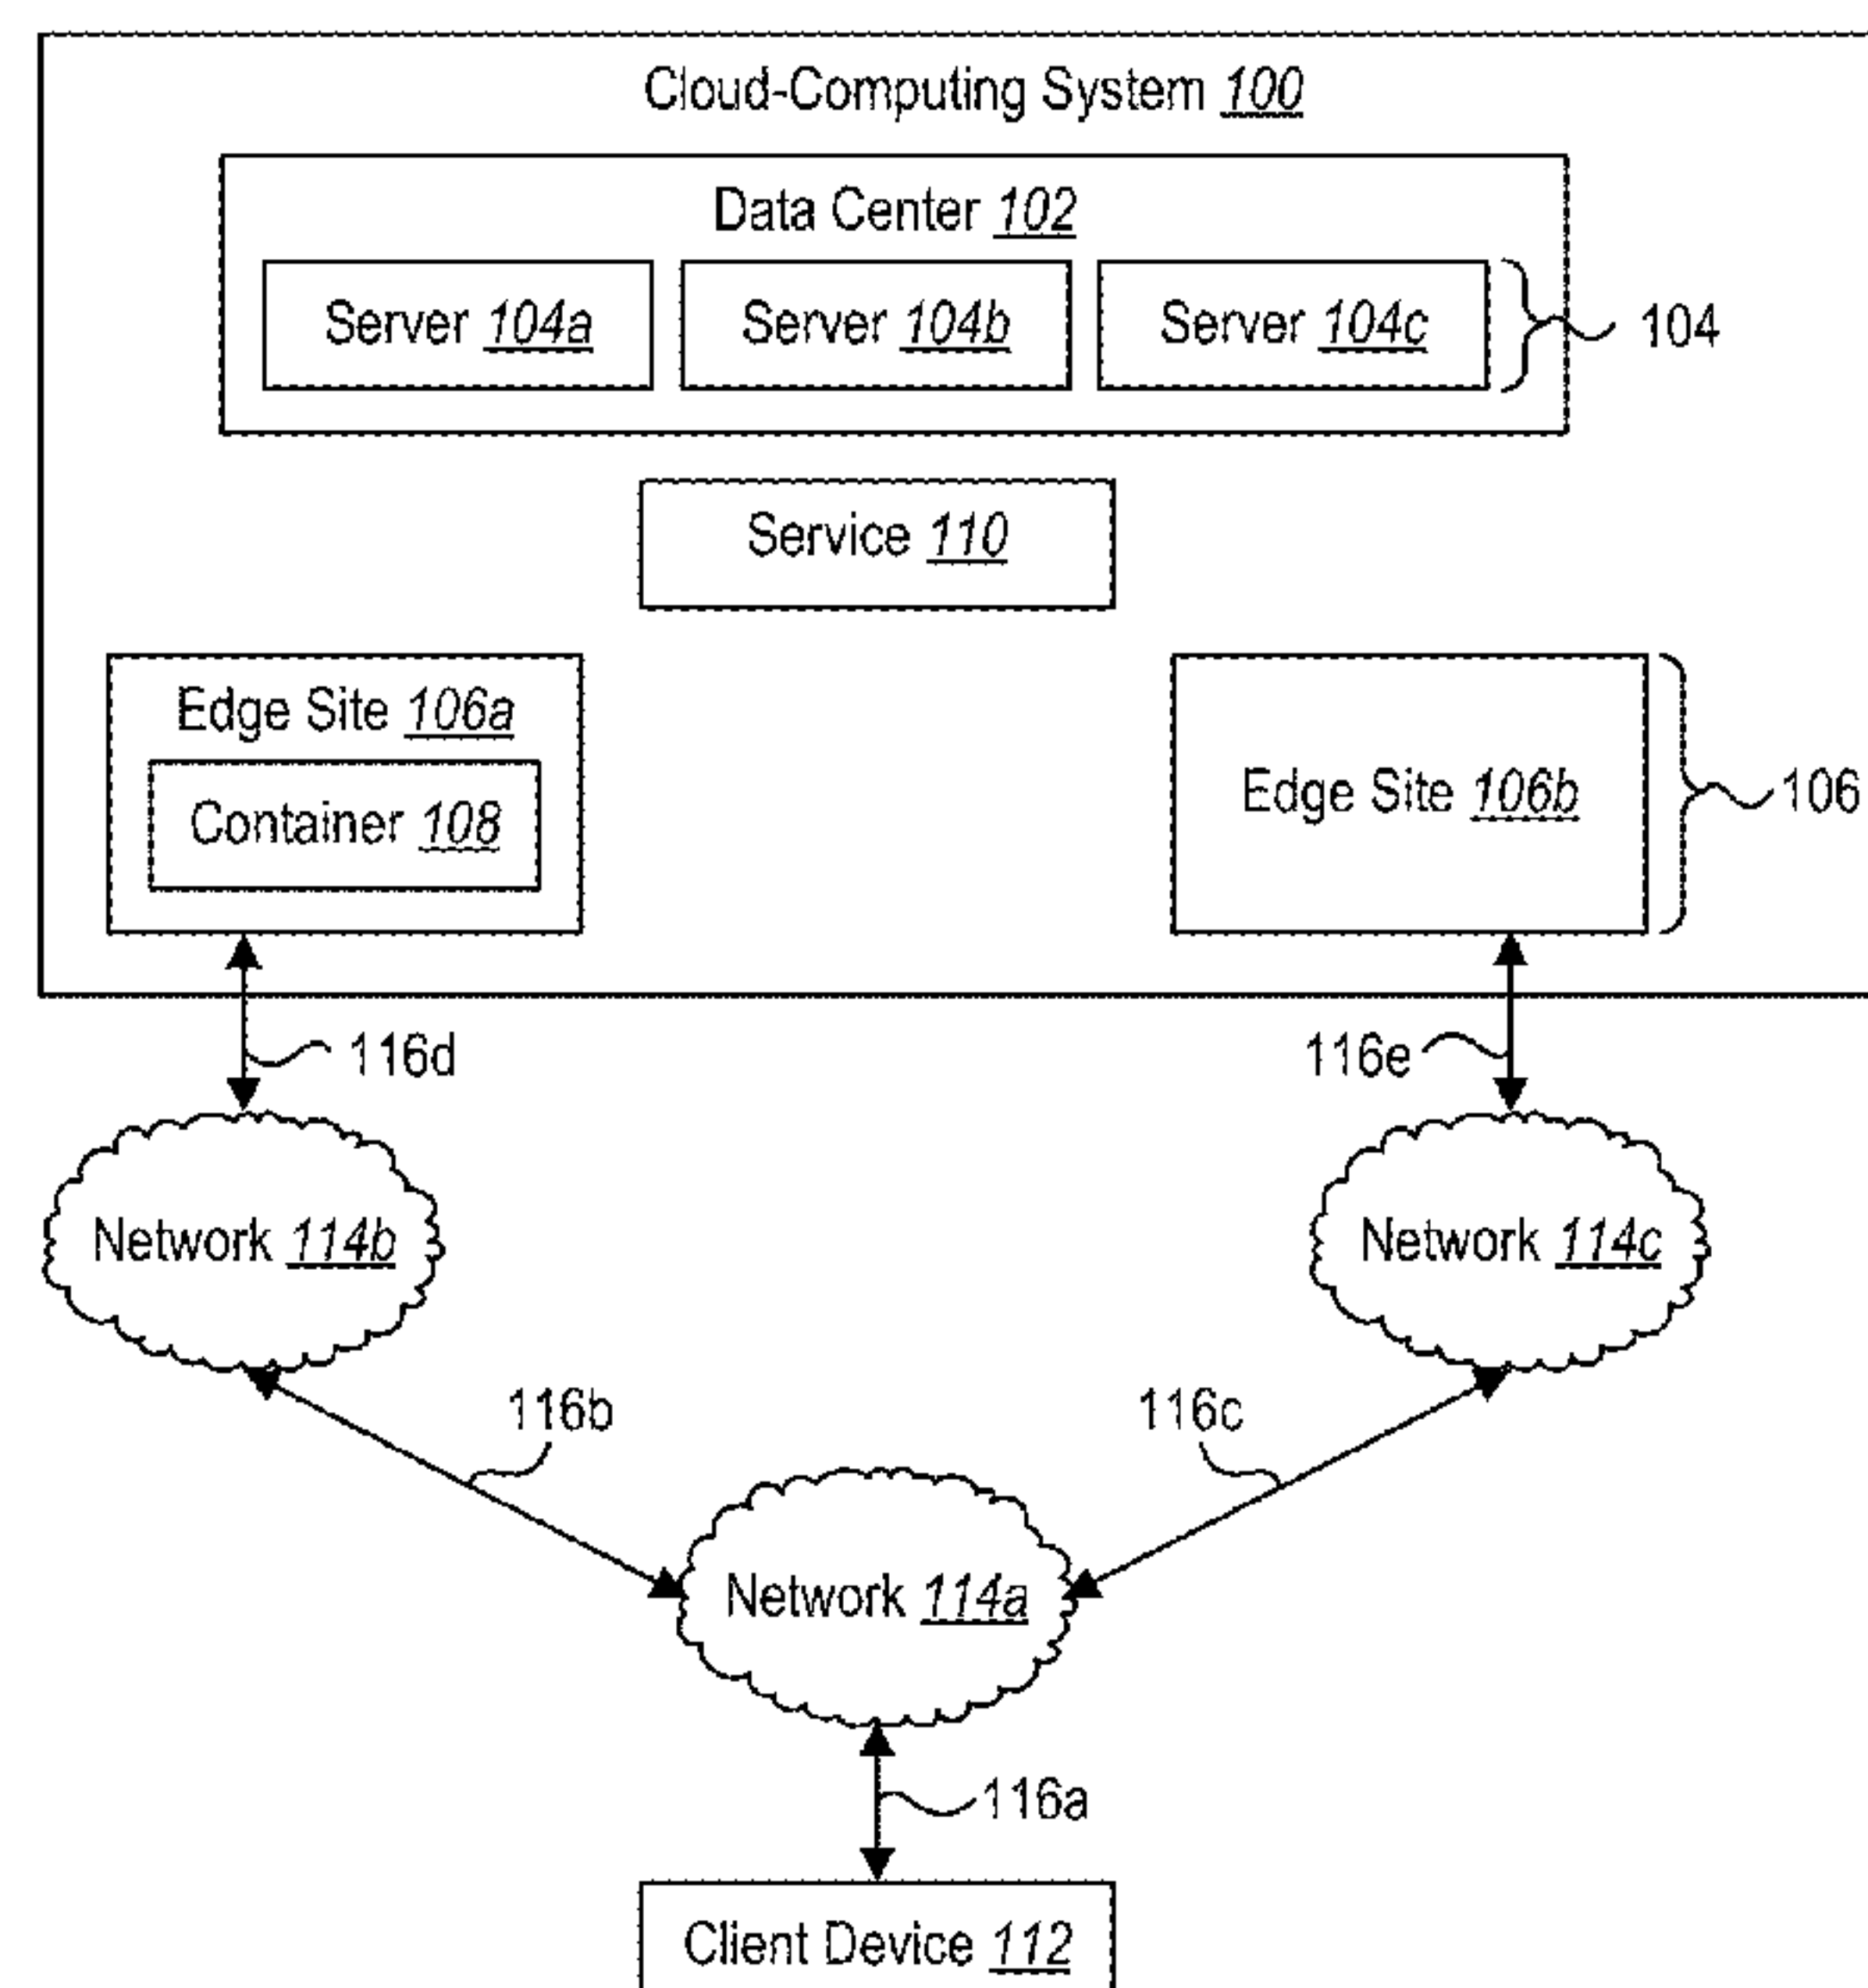 Cloud-Computing System 100
Data Center 102
Server 104a
Server 104b
Server 104c
104
Service 110
Edge Site 106a
Container 108
Edge Site 106b
106
116d
116e
Network 114b
Network 114c
116b
116c
Network 114a
116a
Client Device 112